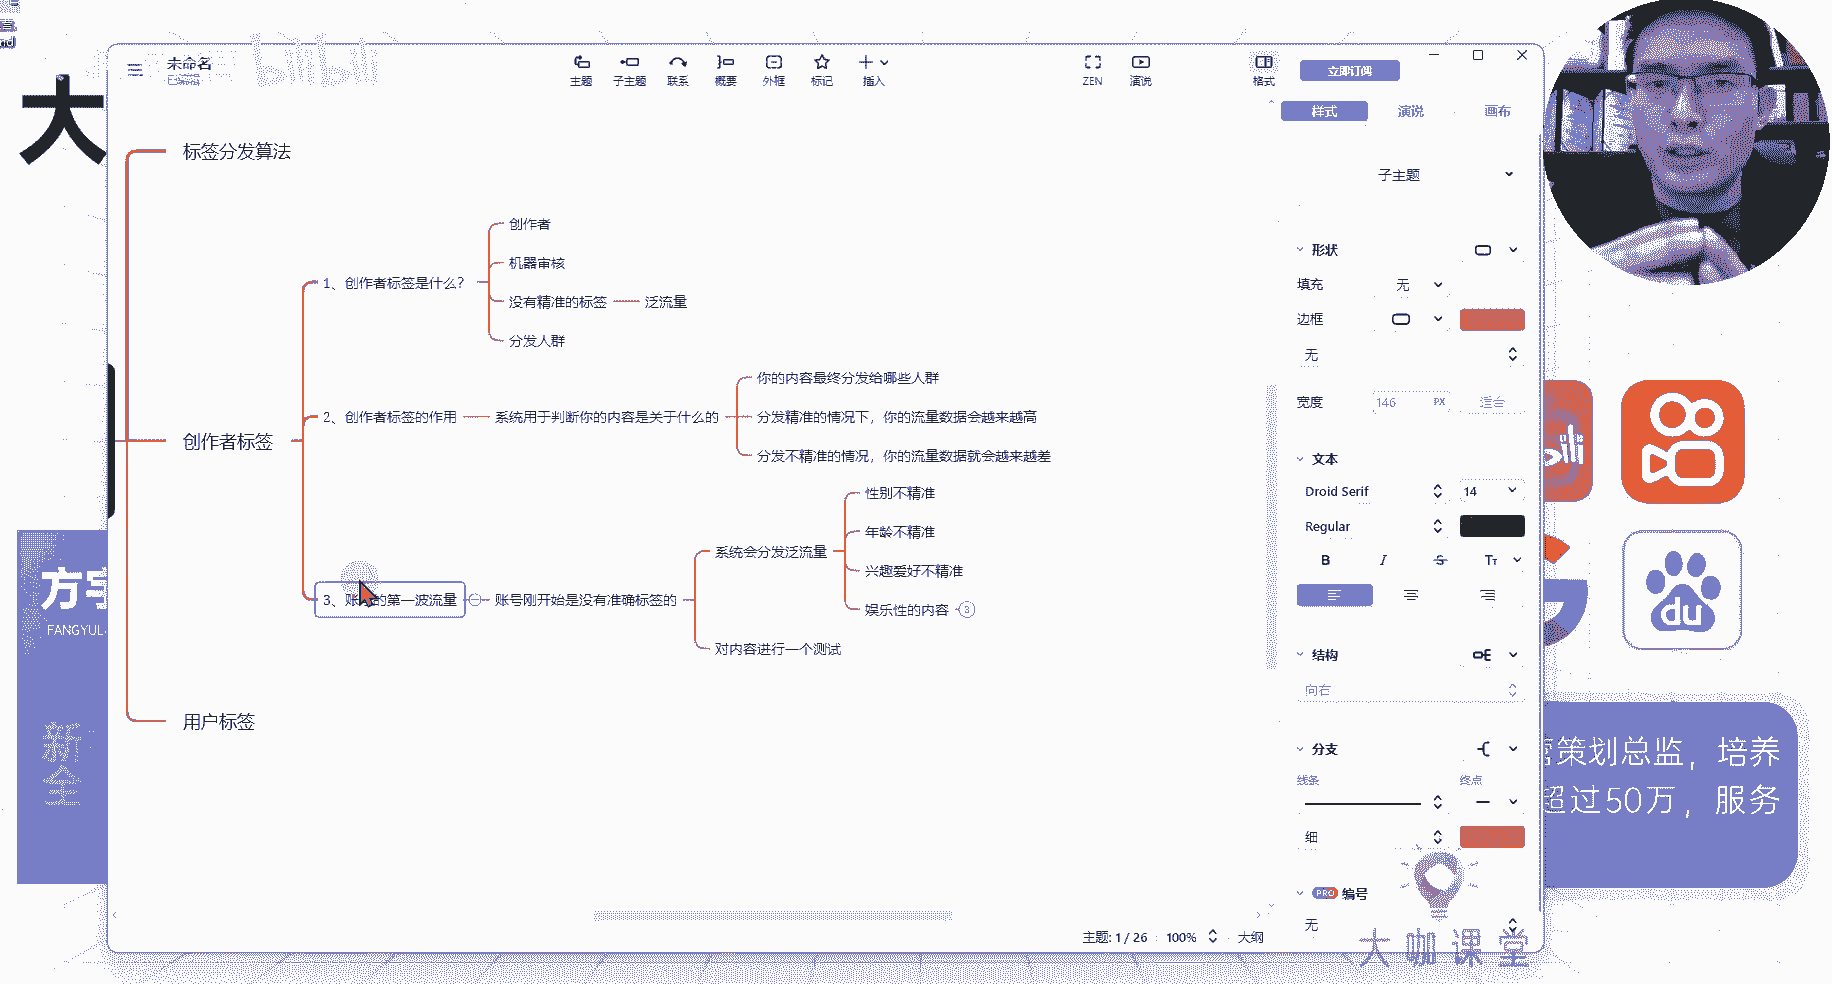 大
bilibili
未命名
已编辑
主题
子主题
联系
概要
外框
标记
插入
ZEN
演说
格式
立即订阅
样式
演说
画布
标签分发算法
创作者
1、创作者标签是什么?
机器审核
没有精准的标签
泛流量
分发人群
你的内容最终分发给哪些人群
2、创作者标签的作用
系统用于判断你的内容是关于什么的
分发精准的情况下,你的流量数据会越来越高
创作者标签
分发不精准的情况,你的流量数据就会越来越差
性别不精准
年龄不精准
系统会分发泛流量
兴趣爱好不精准
3、账 的第一波流量
账号刚开始是没有准确标签的
娱乐性的内容
3
对内容进行一个测试
用户标签
子主题
形状
填充
无
边框
无
宽度
146
PX
适合
文本
Droid Serif
14
Regular
B
I
S
TT
结构
向右
分支
线条
终点
细
PRO 编号
无
主题: 1 / 26
100%
大纲
方宇
FANGYU
新
全
du
策划总监，培养
超过50万，服务
大咖课堂